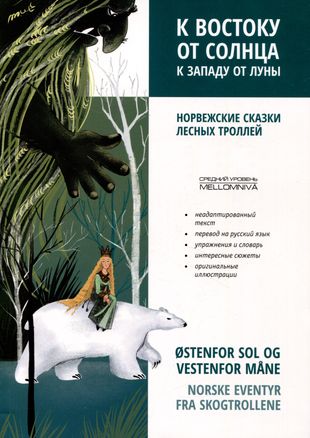 К ВОСТОКУ
ОТ СОЛНЦА
К ЗАПАДУ ОТ ЛУНЫ
НОРВЕЖСКИЕ СКАЗКИ
ЛЕСНЫХ ТРОЛЛЕЙ
СРЕДНИЙ УРОВЕНЬ
MELLOMNIVÅ
• неадаптированный
текст
• перевод на русский язык
• упражнения и словарь
• интересные сюжеты
• оригинальные
иллюстрации
ØSTENFOR SOL OG
VESTENFOR MÅNE
NORSKE EVENTYR
FRA SKOGTROLLENE